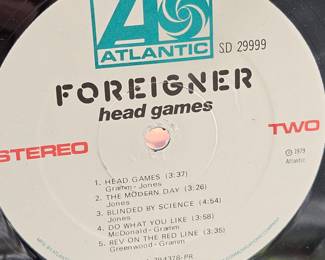 ATLANTIC
SD 29999
FOREIGNER
head games
STEREO
TWO
℗ 1979
Atlantic
1. HEAD GAMES (3:37)
Gramm-Jones
2. THE MODERN DAY (3:26)
Jones
3. BLINDED BY SCIENCE (4:54)
Jones
4. DO WHAT YOU LIKE (3:58)
Gramm-Jones
5. REV ON THE RED LINE (3:35)
Greenwood-Gramm